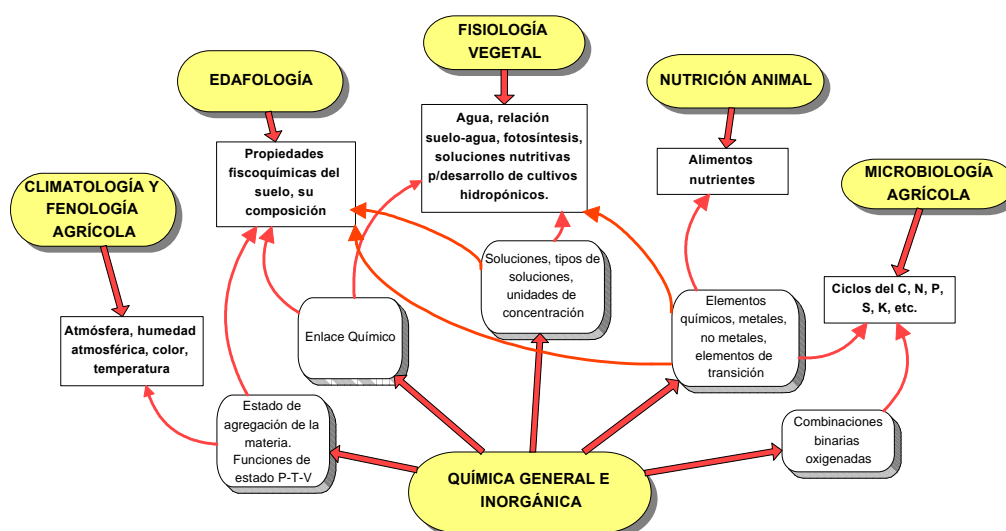 FISIOLOGÍA
VEGETAL
EDAFOLOGÍA
NUTRICIÓN ANIMAL
Agua, relación
suelo-agua, fotosíntesis,
soluciones nutritivas
p/desarrollo de cultivos
hidropónicos.
Propiedades
fiscoquímicas del
suelo, su
composición
Alimentos
nutrientes
CLIMATOLOGÍA Y
FENOLOGÍA
AGRÍCOLA
MICROBIOLOGÍA
AGRÍCOLA
Soluciones, tipos de
soluciones,
unidades de
concentración
Ciclos del C, N, P,
S, K, etc.
Elementos
químicos, metales,
no metales,
elementos de
transición
Enlace Químico
Atmósfera, humedad
atmosférica, color,
temperatura
Estado de
agregación de la
materia.
Funciones de
estado P-T-V
Combinaciones
binarias
oxigenadas
QUÍMICA GENERAL E
INORGÁNICA